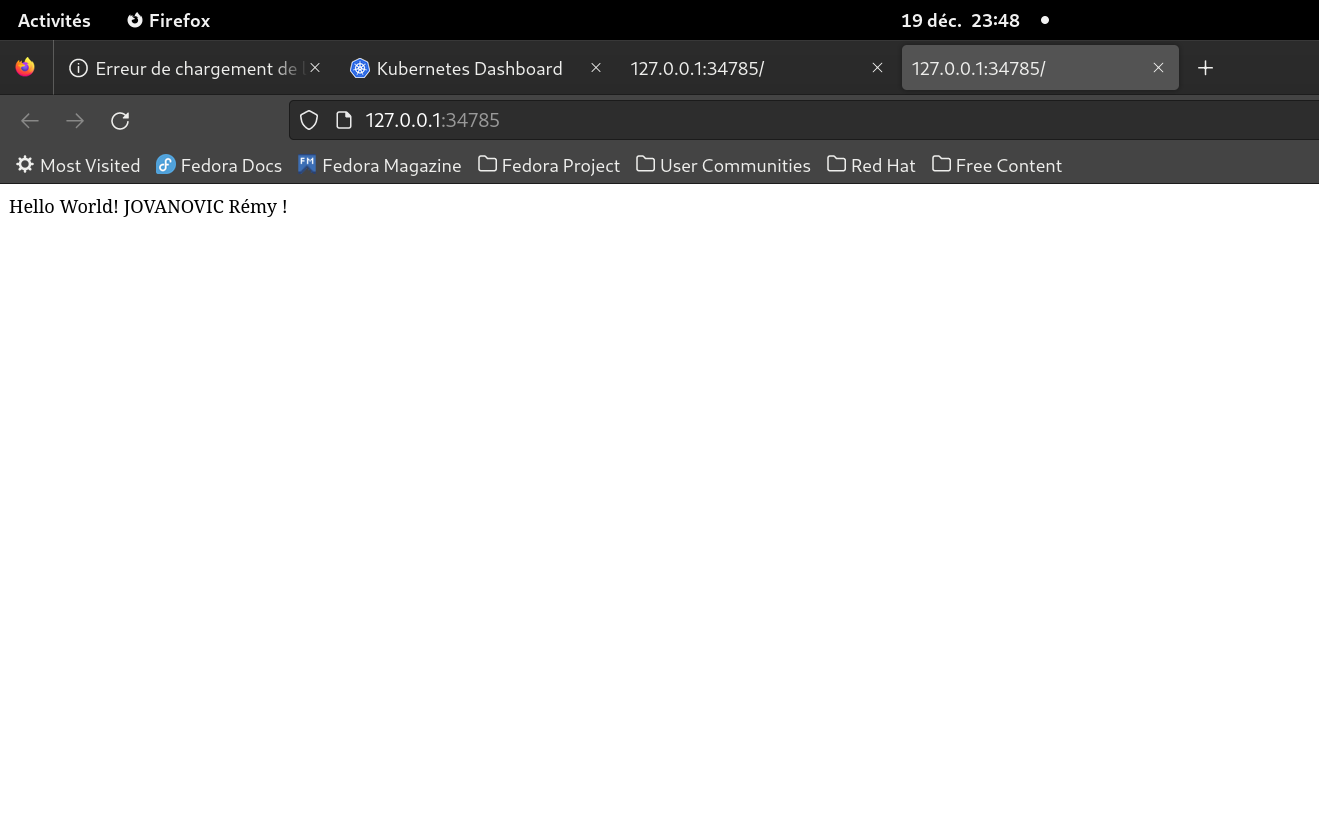 Activités Firefox 19 déc. 23:48
Erreur de chargement de Kubernetes Dashboard 127.0.0.1:34785/ 127.0.0.1:34785/
127.0.0.1:34785
Most Visited Fedora Docs FM Fedora Magazine Fedora Project User Communities Red Hat Free Content
Hello World! JOVANOVIC Rémy !